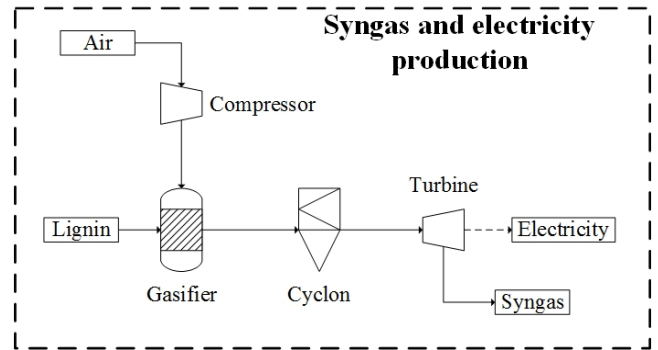 Syngas and electricity
production
Air
Compressor
Turbine
Lignin
Electricity
Gasifier
Cyclon
Syngas